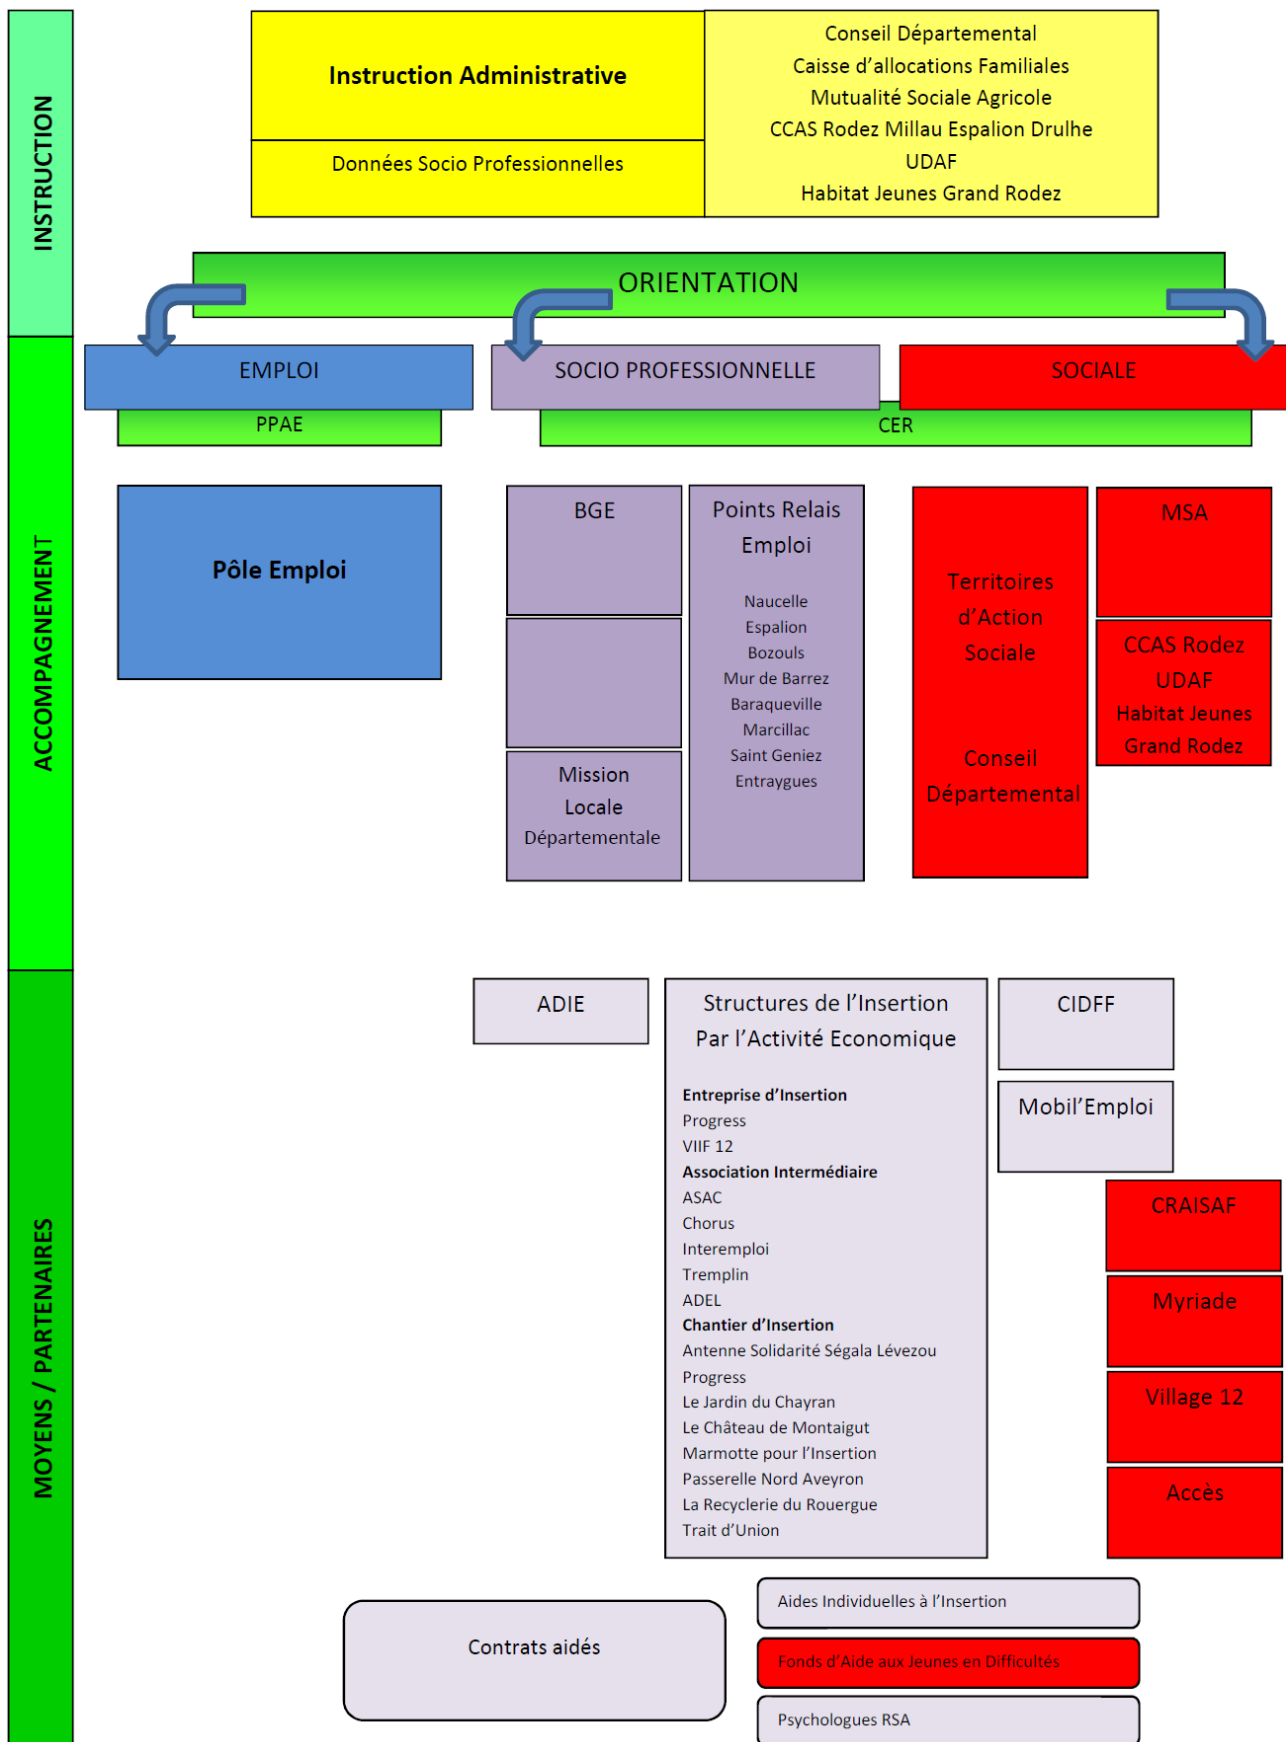 INSTRUCTION
Instruction Administrative
Données Socio Professionnelles
Conseil Départemental
Caisse d'allocations Familiales
Mutualité Sociale Agricole
CCAS Rodez Millau Espalion Drulhe
UDAF
Habitat Jeunes Grand Rodez
ORIENTATION
ACCOMPAGNEMENT
EMPLOI
SOCIO PROFESSIONNELLE
SOCIALE
PPAE
CER
Pôle Emploi
BGE
Mission
Locale
Départementale
Points Relais
Emploi
Naucelle
Espalion
Bozouls
Mur de Barrez
Baraqueville
Marcillac
Saint Geniez
Entraygues
Territoires
d'Action
Sociale
Conseil
Départemental
MSA
CCAS Rodez
UDAF
Habitat Jeunes
Grand Rodez
MOYENS / PARTENAIRES
ADIE
Structures de l'Insertion
Par l'Activité Economique
Entreprise d'Insertion
Progress
VIIF 12
Association Intermédiaire
ASAC
Chorus
Interemploi
Tremplin
ADEL
Chantier d'Insertion
Antenne Solidarité Ségala Lévezou
Progress
Le Jardin du Chayran
Le Château de Montaigut
Marmotte pour l'Insertion
Passerelle Nord Aveyron
La Recyclerie du Rouergue
Trait d'Union
CIDFF
Mobil'Emploi
CRAISAF
Myriade
Village 12
Accès
Contrats aidés
Aides Individuelles à l'Insertion
Fonds d'Aide aux Jeunes en Difficultés
Psychologues RSA